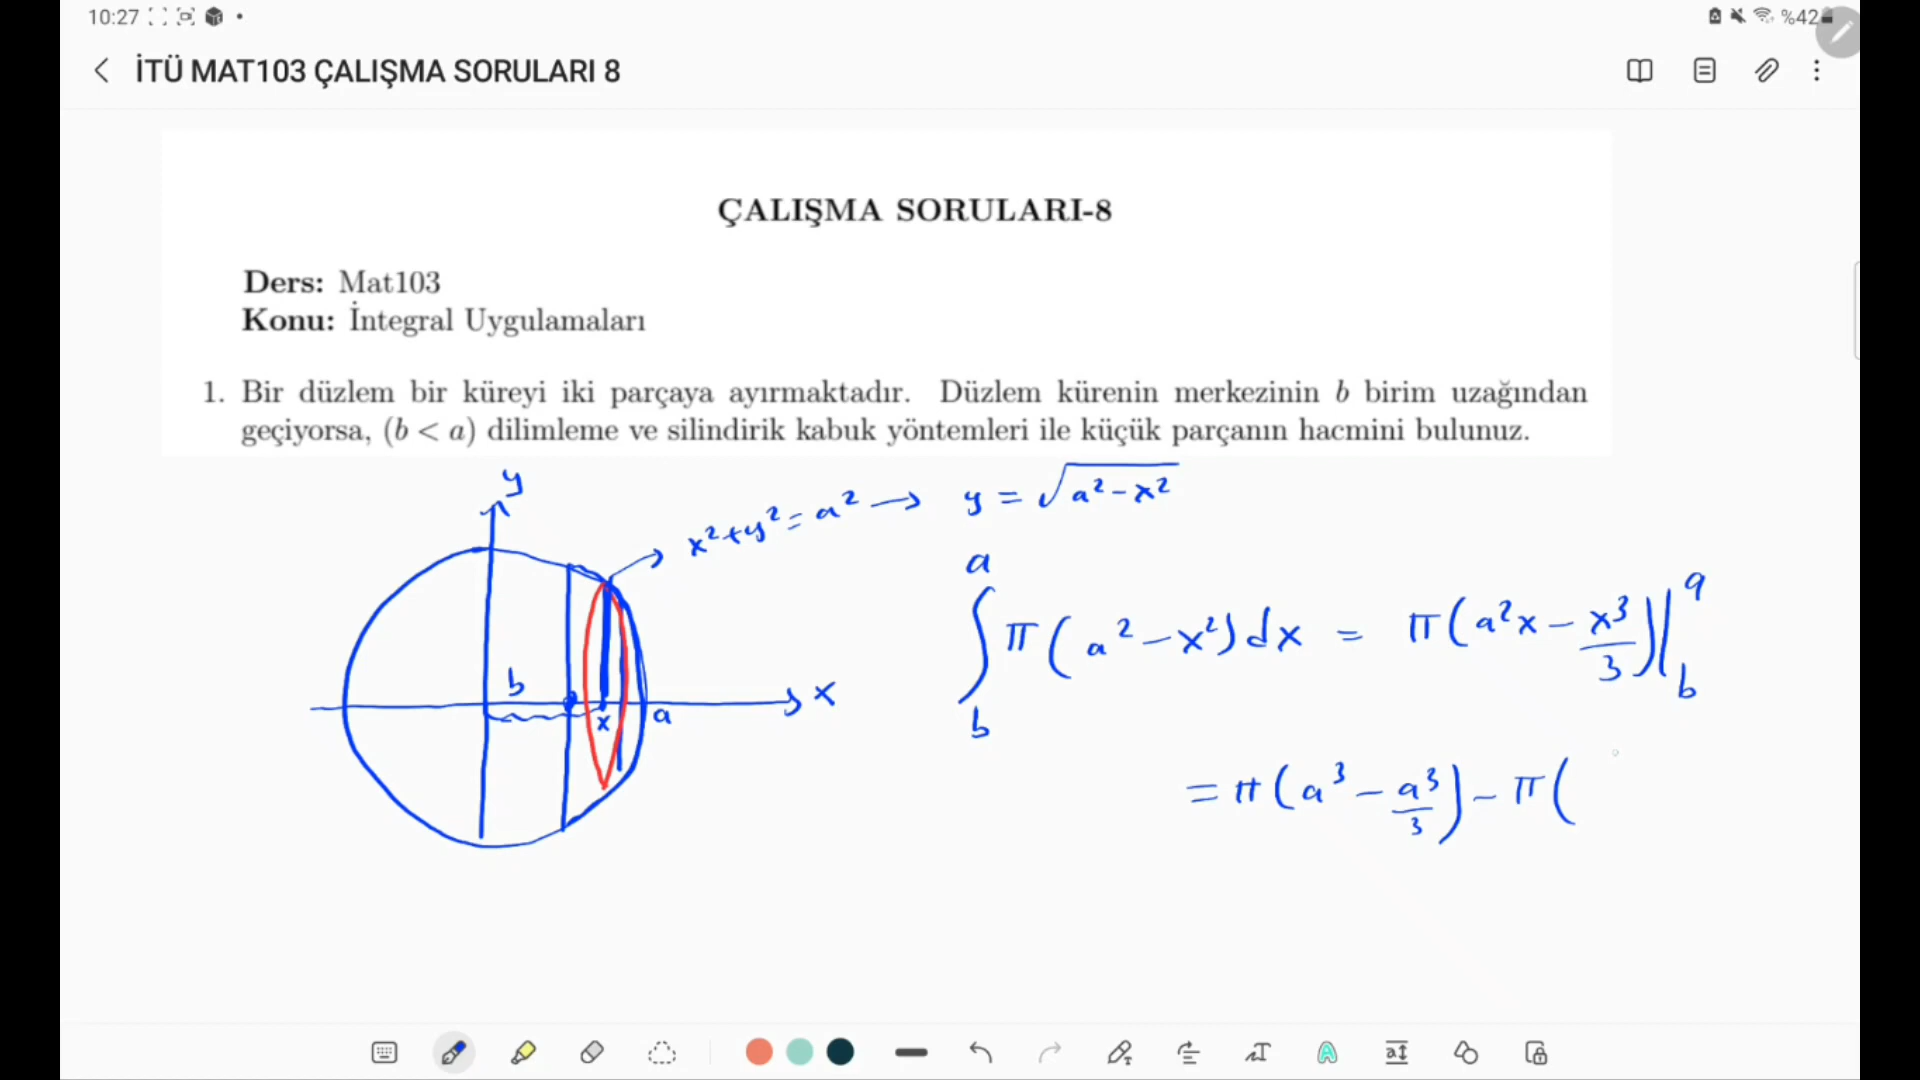 10:27
%42
İTÜ MAT103 ÇALIŞMA SORULARI 8
ÇALIŞMA SORULARI-8
Ders: Mat103
Konu: İntegral Uygulamaları
1. Bir düzlem bir küreyi iki parçaya ayırmaktadır. Düzlem kürenin merkezinin b birim uzağından
geçiyorsa, (b < a) dilimleme ve silindirik kabuk yöntemleri ile küçük parçanın hacmini bulunuz.
y
x²+y²=a² → y = √(a²-x²)
∫_b^a π(a²-x²)dx = π(a²x - x³/3)|_b^a
b
x
a
x
= π(a³ - a³/3) - π(